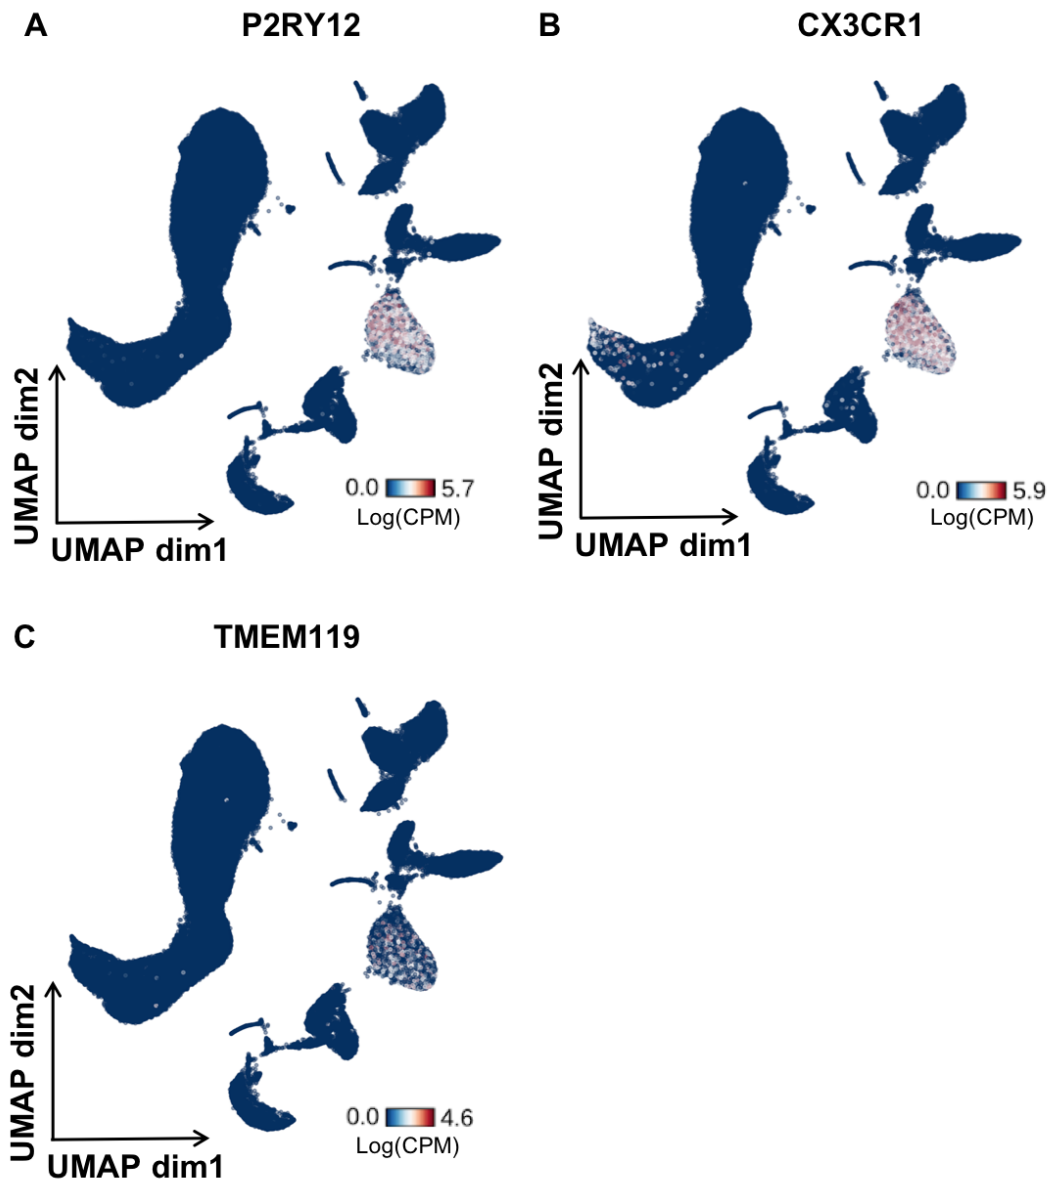 A P2RY12
UMAP dim2
0.0 5.7
Log(CPM)
UMAP dim1
B CX3CR1
UMAP dim2
0.0 5.9
Log(CPM)
UMAP dim1
C TMEM119
UMAP dim2
0.0 4.6
Log(CPM)
UMAP dim1